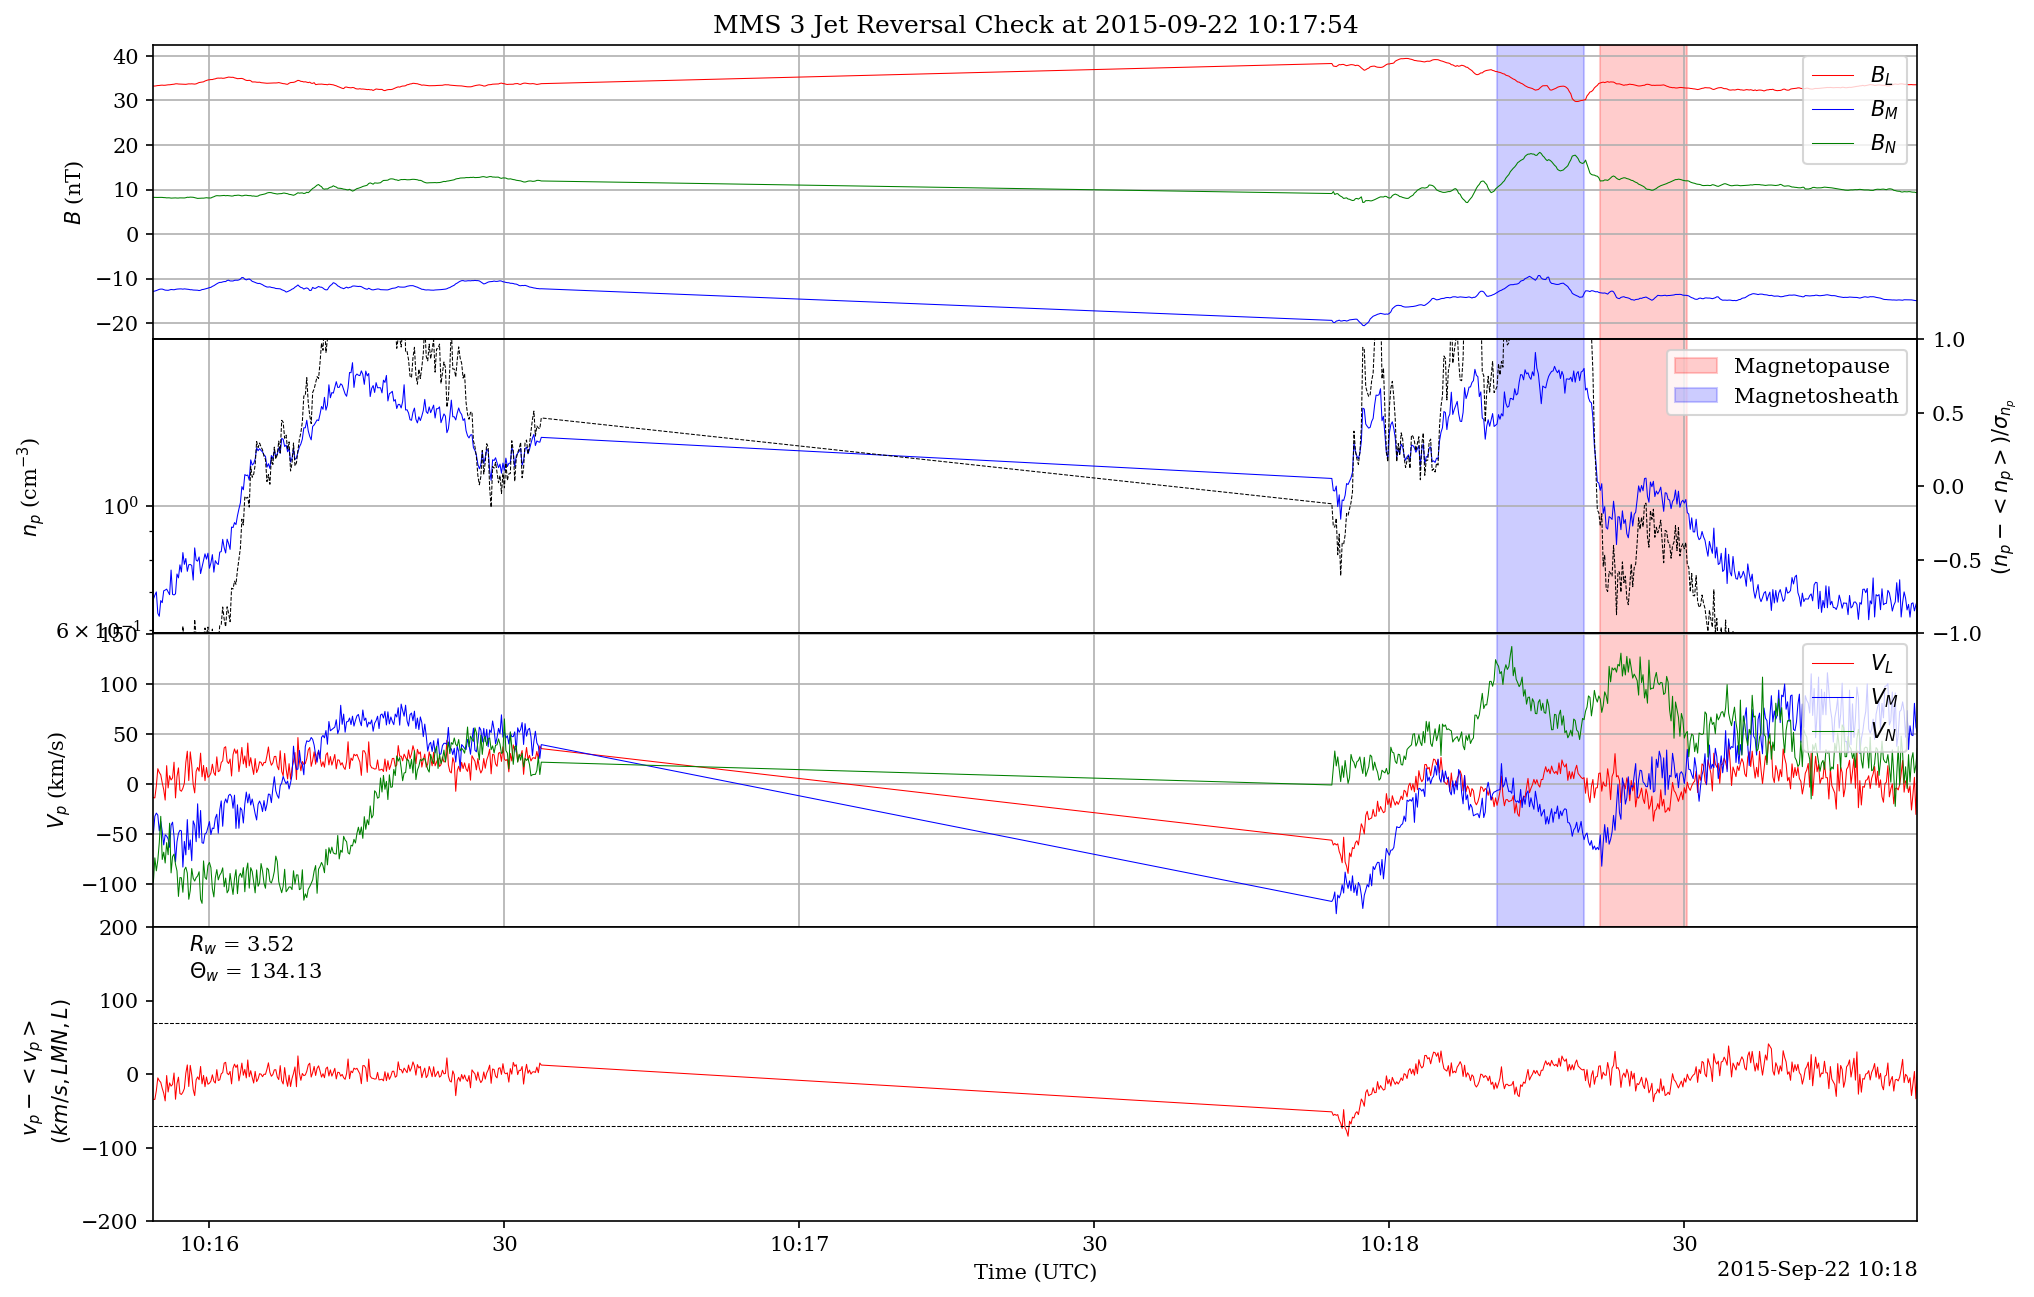 MMS 3 Jet Reversal Check at 2015-09-22 10:17:54
40
30
20
10
0
−10
−20
B (nT)
B_L
B_M
B_N
10^0
6 × 10^−1
n_p (cm^−3)
1.0
0.5
0.0
−0.5
−1.0
(n_p − < n_p >)/σ_{n_p}
Magnetopause
Magnetosheath
150
100
50
0
−50
−100
V_p (km/s)
V_L
V_M
V_N
200
100
0
−100
−200
v_p − < v_p >
(km/s, LMN, L)
R_w = 3.52
Θ_w = 134.13
10:16
30
10:17
30
10:18
30
Time (UTC)
2015-Sep-22 10:18